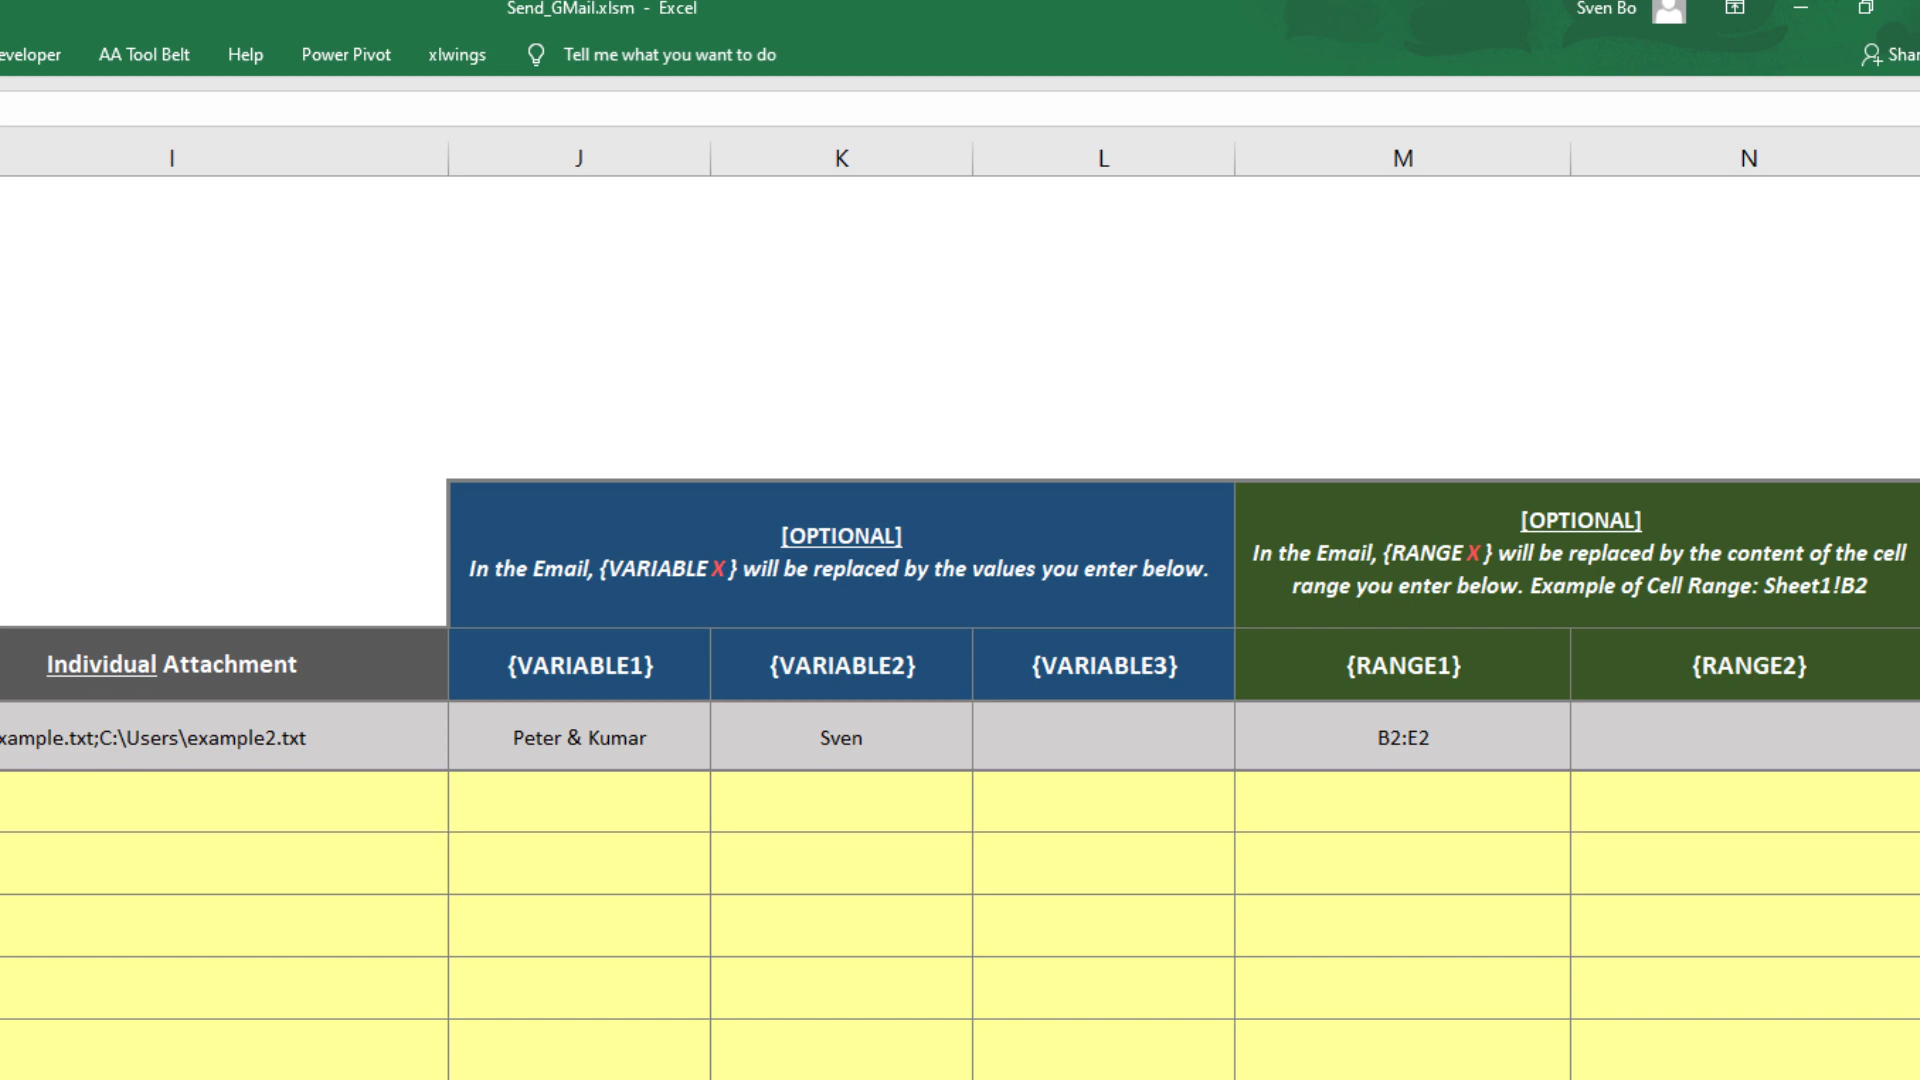 Send_GMail.xlsm - Excel
Sven Bo
eveloper AA Tool Belt Help Power Pivot xlwings Tell me what you want to do Shar
I J K L M N
[OPTIONAL]
In the Email, {VARIABLE X } will be replaced by the values you enter below.
[OPTIONAL]
In the Email, {RANGE X } will be replaced by the content of the cell
range you enter below. Example of Cell Range: Sheet1!B2
Individual Attachment {VARIABLE1} {VARIABLE2} {VARIABLE3} {RANGE1} {RANGE2}
xample.txt;C:\Users\example2.txt Peter & Kumar Sven B2:E2